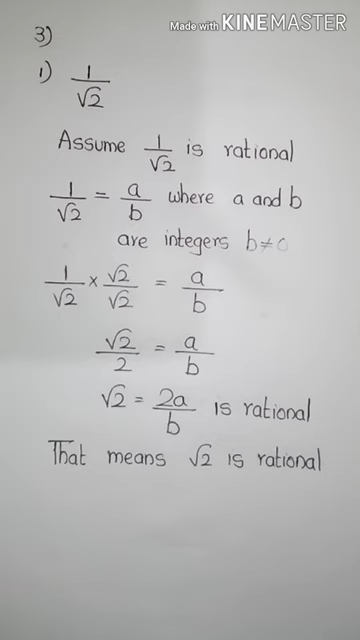 Made with KINEMASTER
3)
1) 1/√2
Assume 1/√2 is rational
1/√2 = a/b where a and b
are integers b≠0
1/√2 × √2/√2 = a/b
√2/2 = a/b
√2 = 2a/b is rational
That means √2 is rational